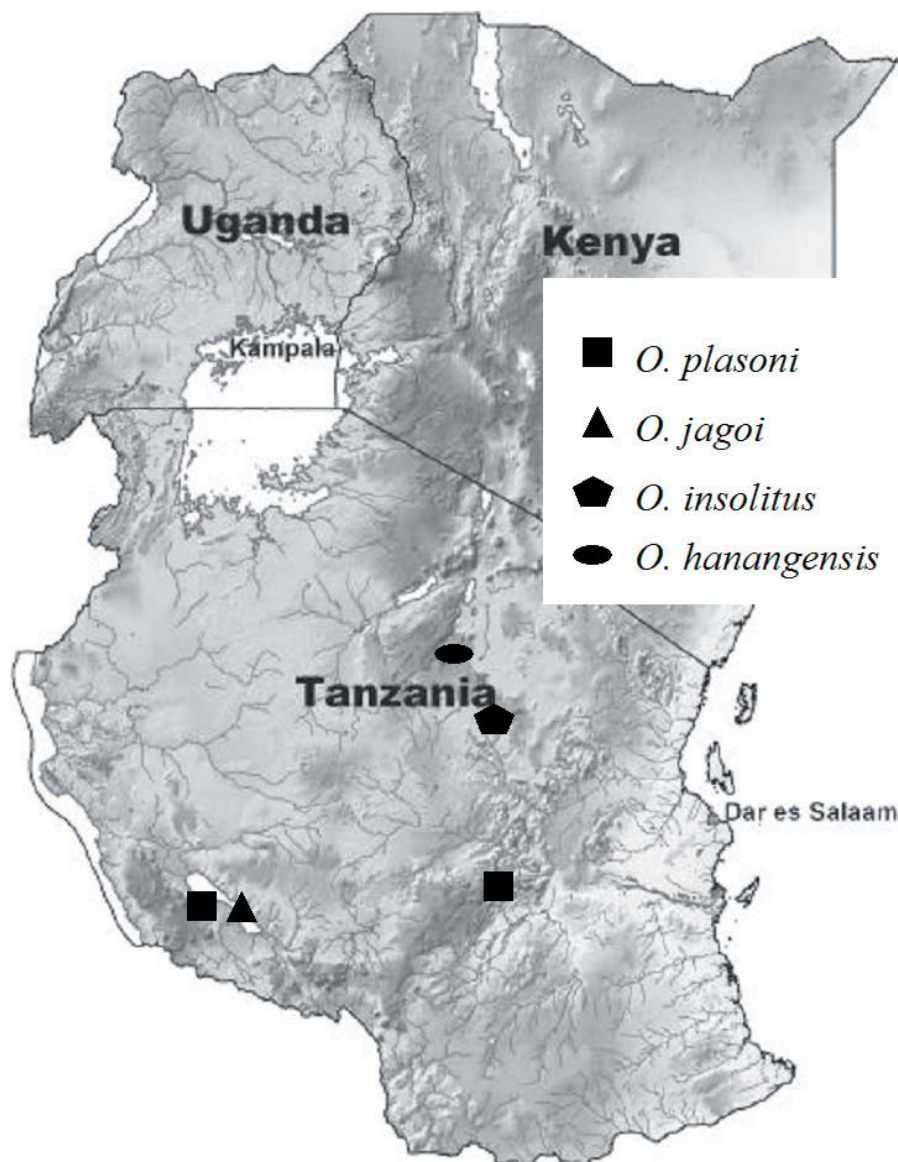 Uganda
Kenya
Kampala
O. plasoni
O. jagoi
O. insolitus
O. hanangensis
Tanzania
Dar es Salaam